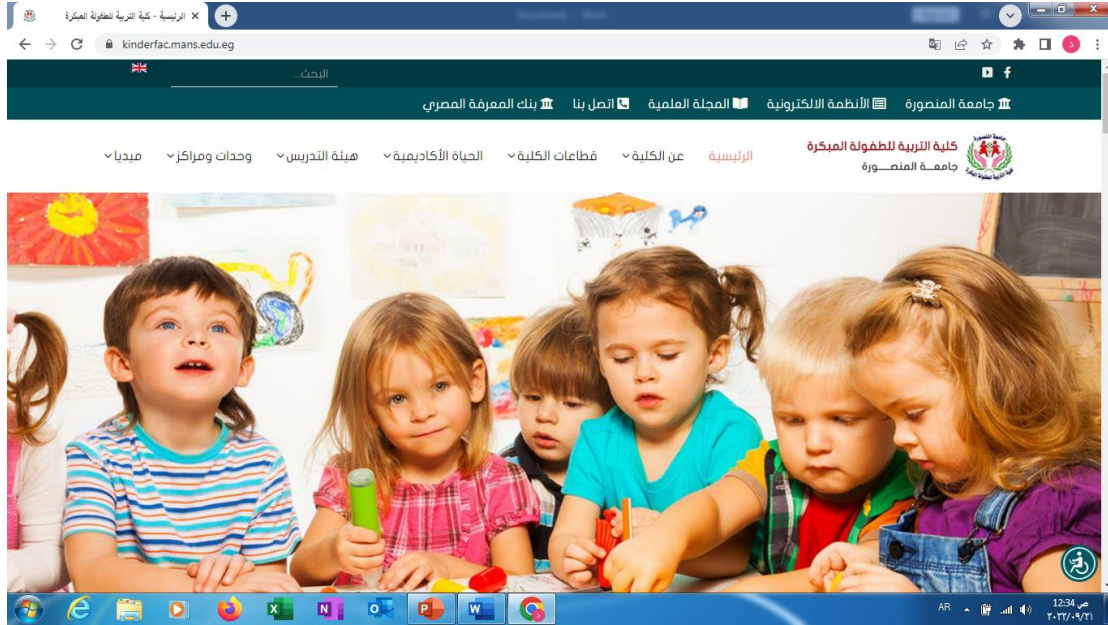 الرئيسية - كلية التربية للطفولة المبكرة
kinderfac.mans.edu.eg
البحث...
جامعة المنصورة الأنظمة الالكترونية المجلة العلمية اتصل بنا بنك المعرفة المصري
كلية التربية للطفولة المبكرة
جامعـــة المنصـــــورة
الرئيسية عن الكلية قطاعات الكلية الحياة الأكاديمية هيئة التدريس وحدات ومراكز ميديا
AR
12:34 ص
٢٠٢٢/٠٩/٢١